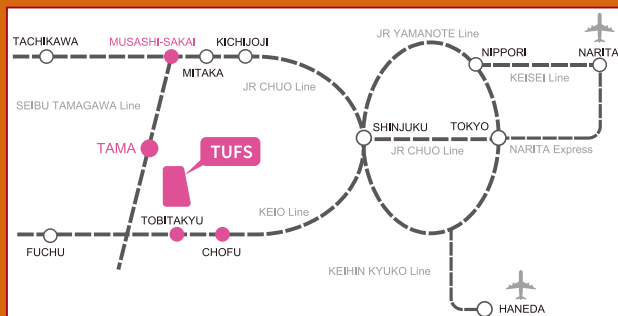 TACHIKAWA
MUSASHI-SAKAI
KICHIJOJI
MITAKA
JR YAMANOTE Line
NIPPORI
NARITA
KEISEI Line
JR CHUO Line
SEIBU TAMAGAWA Line
SHINJUKU
TOKYO
JR CHUO Line
NARITA Express
TAMA
TUFS
TOBITAKYU
KEIO Line
FUCHU
CHOFU
KEIHIN KYUKO Line
HANEDA